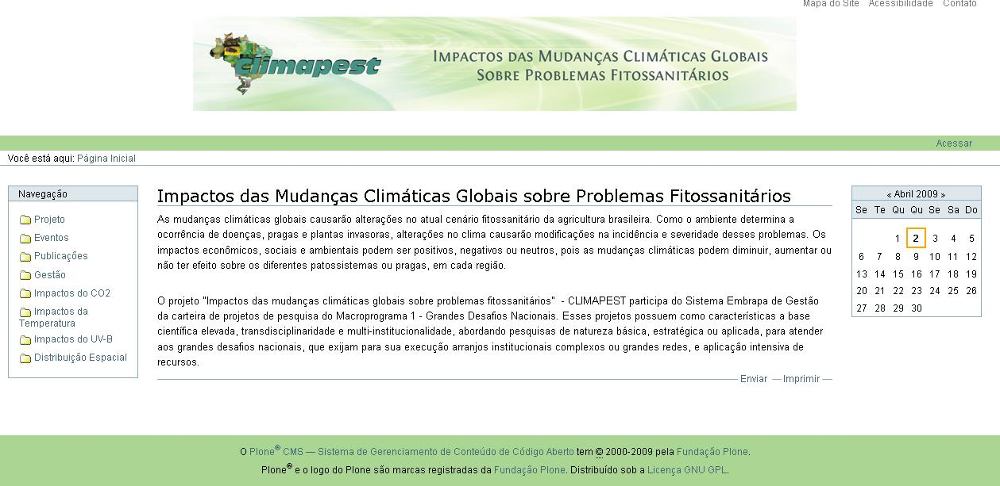 Mapa do Site Acessibilidade Contato
climapest
Impactos das Mudanças Climáticas Globais
Sobre Problemas Fitossanitários
Acessar
Você está aqui: Página Inicial
Navegação
Projeto
Eventos
Publicações
Gestão
Impactos do CO2
Impactos da
Temperatura
Impactos do UV-B
Distribuição Espacial
Impactos das Mudanças Climáticas Globais sobre Problemas Fitossanitários
As mudanças climáticas globais causarão alterações no atual cenário fitossanitário da agricultura brasileira. Como o ambiente determina a
ocorrência de doenças, pragas e plantas invasoras, alterações no clima causarão modificações na incidência e severidade desses problemas. Os
impactos econômicos, sociais e ambientais podem ser positivos, negativos ou neutros, pois as mudanças climáticas podem diminuir, aumentar ou
não ter efeito sobre os diferentes patossistemas ou pragas, em cada região.
O projeto "Impactos das mudanças climáticas globais sobre problemas fitossanitários" - CLIMAPEST participa do Sistema Embrapa de Gestão
da carteira de projetos de pesquisa do Macroprograma 1 - Grandes Desafios Nacionais. Esses projetos possuem como características a base
científica elevada, transdisciplinaridade e multi-institucionalidade, abordando pesquisas de natureza básica, estratégica ou aplicada, para atender
aos grandes desafios nacionais, que exijam para sua execução arranjos institucionais complexos ou grandes redes, e aplicação intensiva de
recursos.
Enviar — Imprimir —
« Abril 2009 »
Se Te Qu Qu Se Sa Do
1 2 3 4 5
6 7 8 9 10 11 12
13 14 15 16 17 18 19
20 21 22 23 24 25 26
27 28 29 30
O Plone® CMS — Sistema de Gerenciamento de Conteúdo de Código Aberto tem © 2000-2009 pela Fundação Plone.
Plone® e o logo do Plone são marcas registradas da Fundação Plone. Distribuído sob a Licença GNU GPL.